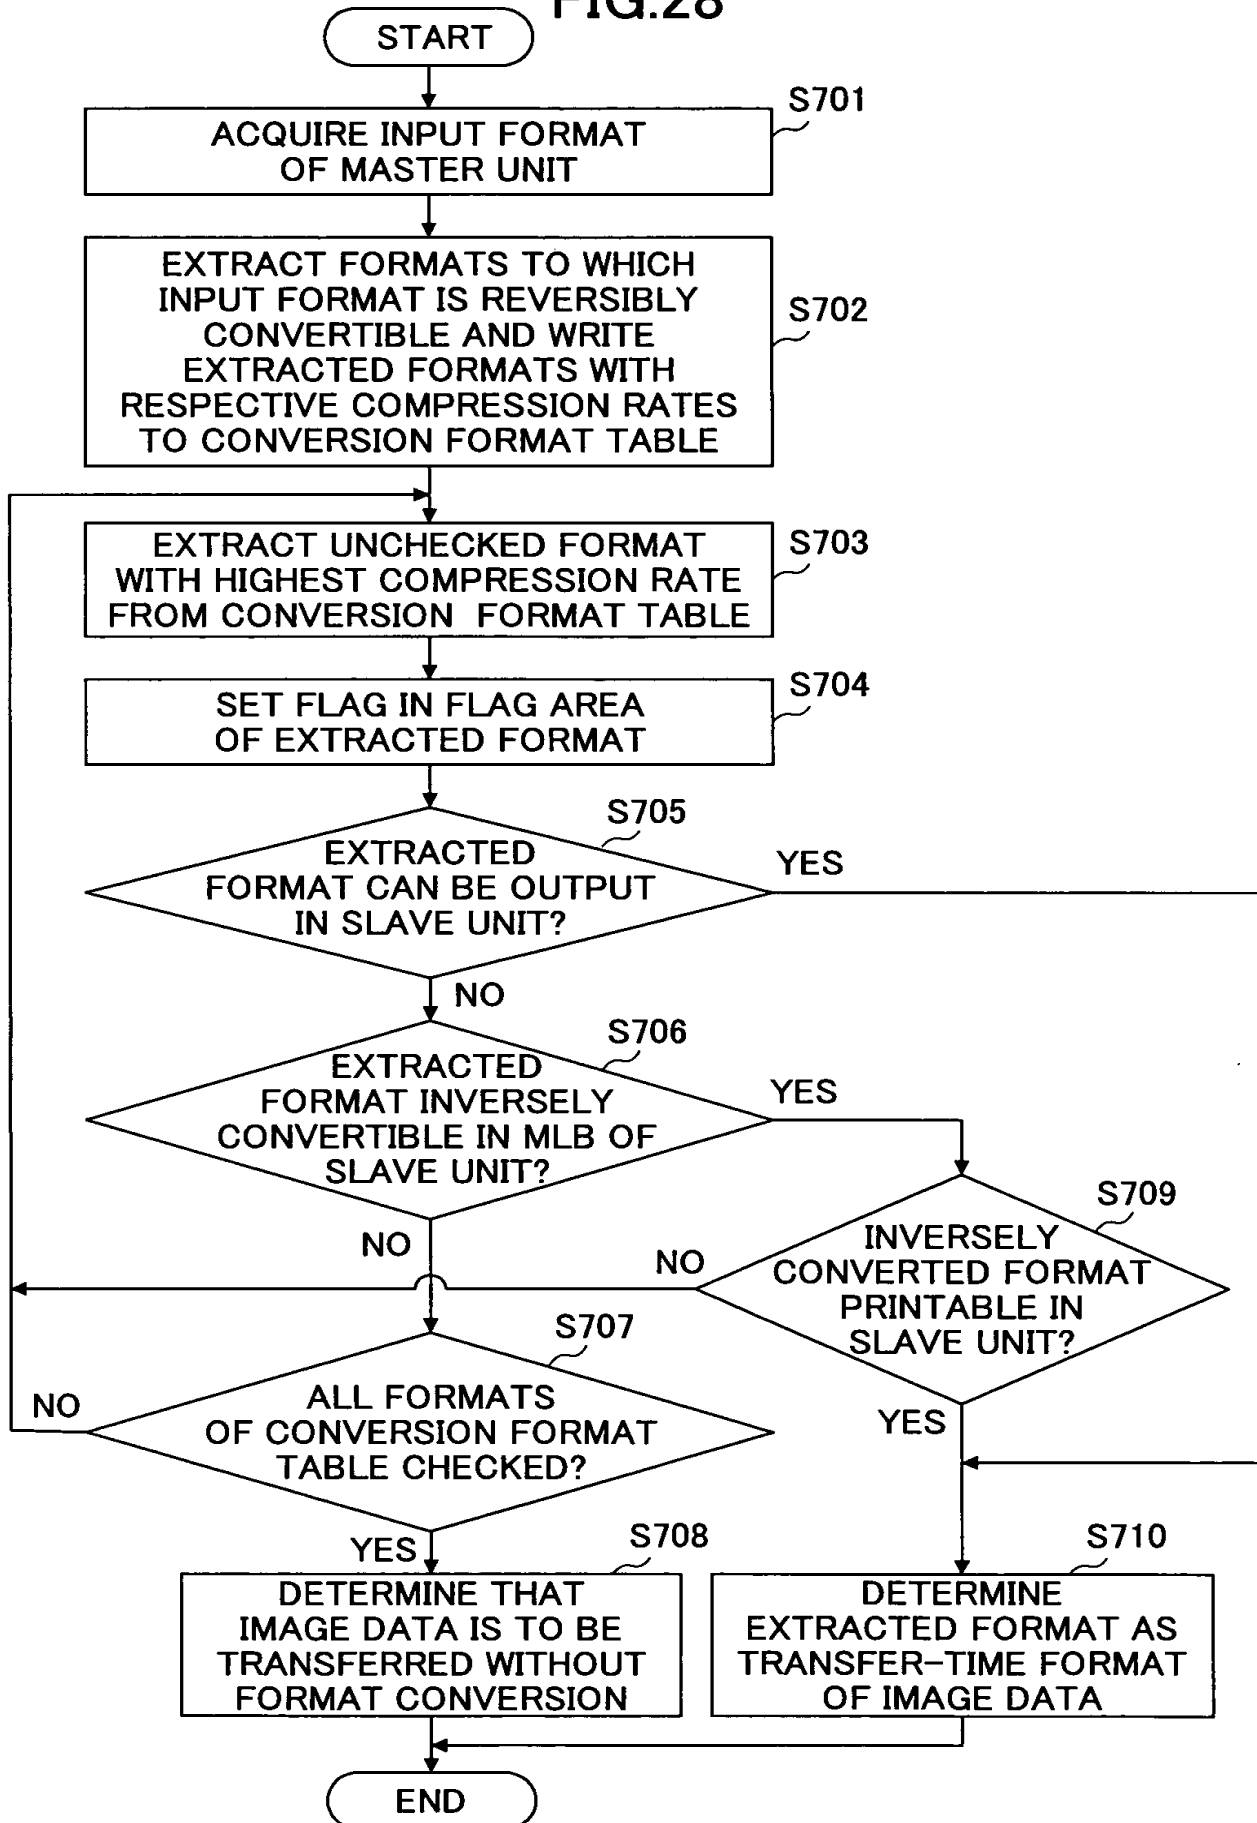 FIG.28
START
S701
ACQUIRE INPUT FORMAT
OF MASTER UNIT
S702
EXTRACT FORMATS TO WHICH
INPUT FORMAT IS REVERSIBLY
CONVERTIBLE AND WRITE
EXTRACTED FORMATS WITH
RESPECTIVE COMPRESSION RATES
TO CONVERSION FORMAT TABLE
S703
EXTRACT UNCHECKED FORMAT
WITH HIGHEST COMPRESSION RATE
FROM CONVERSION FORMAT TABLE
S704
SET FLAG IN FLAG AREA
OF EXTRACTED FORMAT
S705
EXTRACTED
FORMAT CAN BE OUTPUT
IN SLAVE UNIT?
YES
NO
S706
EXTRACTED
FORMAT INVERSELY
CONVERTIBLE IN MLB OF
SLAVE UNIT?
YES
NO
S709
INVERSELY
CONVERTED FORMAT
PRINTABLE IN
SLAVE UNIT?
NO
YES
S707
ALL FORMATS
OF CONVERSION FORMAT
TABLE CHECKED?
NO
YES
S708
DETERMINE THAT
IMAGE DATA IS TO BE
TRANSFERRED WITHOUT
FORMAT CONVERSION
S710
DETERMINE
EXTRACTED FORMAT AS
TRANSFER-TIME FORMAT
OF IMAGE DATA
END